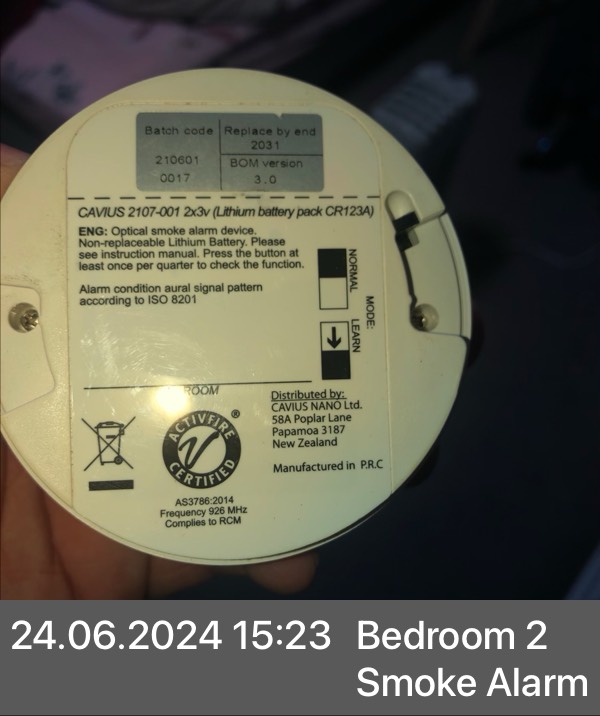 Batch code
Replace by end
2031
210601
0017
BOM version
3.0
CAVIUS 2107-001 2x3v (Lithium battery pack CR123A)
ENG: Optical smoke alarm device.
Non-replaceable Lithium Battery. Please
see instruction manual. Press the button at
least once per quarter to check the function.
Alarm condition aural signal pattern
according to ISO 8201
NORMAL
MODE:
LEARN
ROOM
ACTIVFIRE
®
CERTIFIED
AS3786:2014
Frequency 926 MHz
Complies to RCM
Distributed by:
CAVIUS NANO Ltd.
58A Poplar Lane
Papamoa 3187
New Zealand
Manufactured in P.R.C
24.06.2024 15:23
Bedroom 2
Smoke Alarm